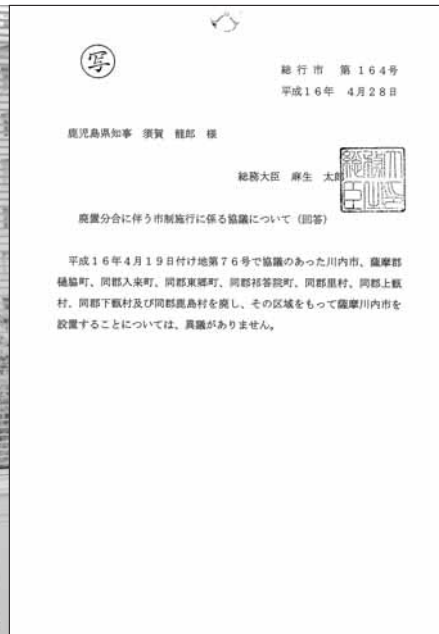 写
総行市 第164号
平成16年 4月28日
鹿児島県知事 須賀 龍郎 様
総務大臣 麻生 太郎
総務大臣之印
廃置分合に伴う市制施行に係る協議について（回答）
平成16年4月19日付け地第76号で協議のあった川内市、薩摩郡
樋脇町、同郡入来町、同郡東郷町、同郡祁答院町、同郡里村、同郡上甑
村、同郡下甑村及び同郡鹿島村を廃し、その区域をもって薩摩川内市を
設置することについては、異議がありません。